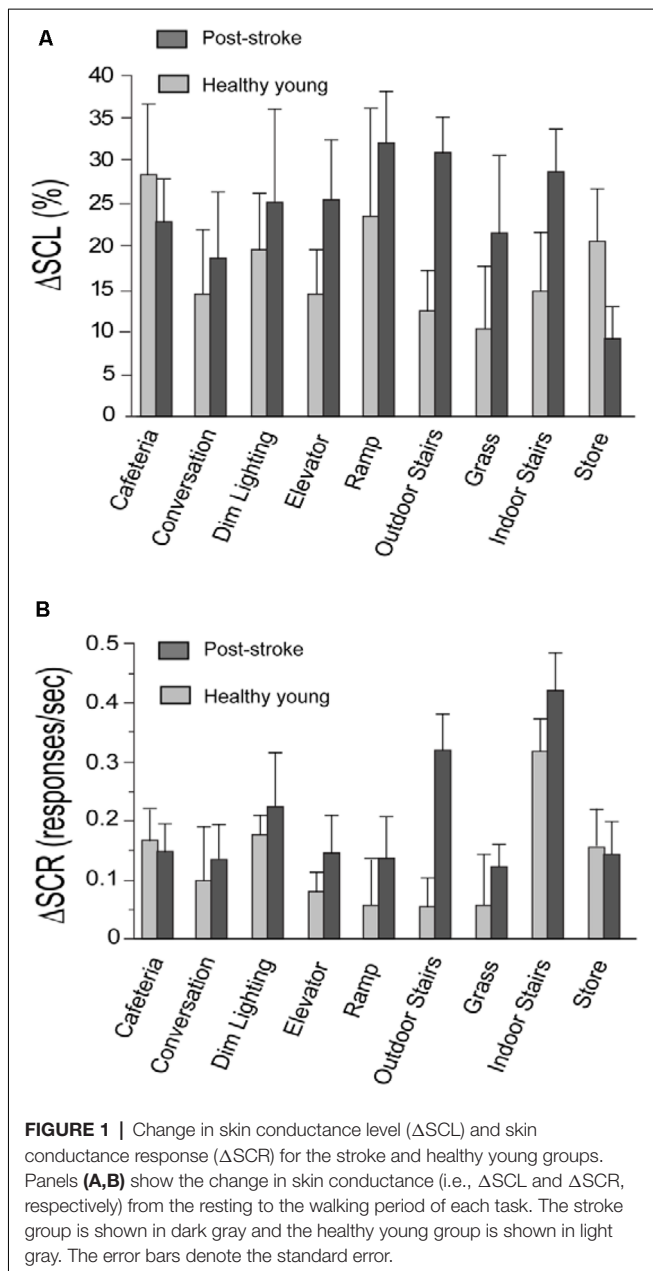 A
Post-stroke
Healthy young
ΔSCL (%)
40
35
30
25
20
15
10
5
0
Cafeteria
Conversation
Dim Lighting
Elevator
Ramp
Outdoor Stairs
Grass
Indoor Stairs
Store
B
Post-stroke
Healthy young
ΔSCR (responses/sec)
0.5
0.4
0.3
0.2
0.1
0
Cafeteria
Conversation
Dim Lighting
Elevator
Ramp
Outdoor Stairs
Grass
Indoor Stairs
Store
FIGURE 1 | Change in skin conductance level (ΔSCL) and skin
conductance response (ΔSCR) for the stroke and healthy young groups.
Panels (A,B) show the change in skin conductance (i.e., ΔSCL and ΔSCR,
respectively) from the resting to the walking period of each task. The stroke
group is shown in dark gray and the healthy young group is shown in light
gray. The error bars denote the standard error.